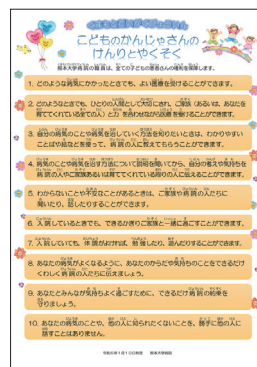 こどものかんじゃさんの
けんりとやくそく
熊本大学病院の職員は、全ての子どもの患者さんの権利を保障します。
1. どのような病気にかかったときでも、よい医療を受けることができます。
2. どのようなときでも、ひとりの人間として大切にされ、ご家族（あるいは、あなたを
育ててくれている全ての人）と力を合わせながら医療を受けることができます。
3. 自分の病気のことや病気を治していく方法を知りたいときは、わかりやすい
ことばや絵などを使って、病院の人に教えてもらうことができます。
4. 病気のことや病気を治す方法について説明を聞いてから、自分の考えや気持ちを
病院の人やご家族あるいは育ててくれている周りの人に伝えることができます。
5. わからないことや不安なことがあるときは、ご家族や病院の人たちに
聞いたり、話したりすることができます。
6. 入院しているときでも、できるかぎりご家族と一緒に過ごすことができます。
7. 入院していても、体調がよければ、勉強したり、遊んだりすることができます。
8. あなたの病気がよくなるように、あなたのからだや気持ちのことをできるだけ
くわしく病院の人たちに伝えましょう。
9. あなたとみんなが気持ちよく過ごすために、できるだけ病院の約束を
守りましょう。
10. あなたの病気のことや、他の人に知られたくないことを、勝手に他の人に
話すことはありません。
熊本大学病院